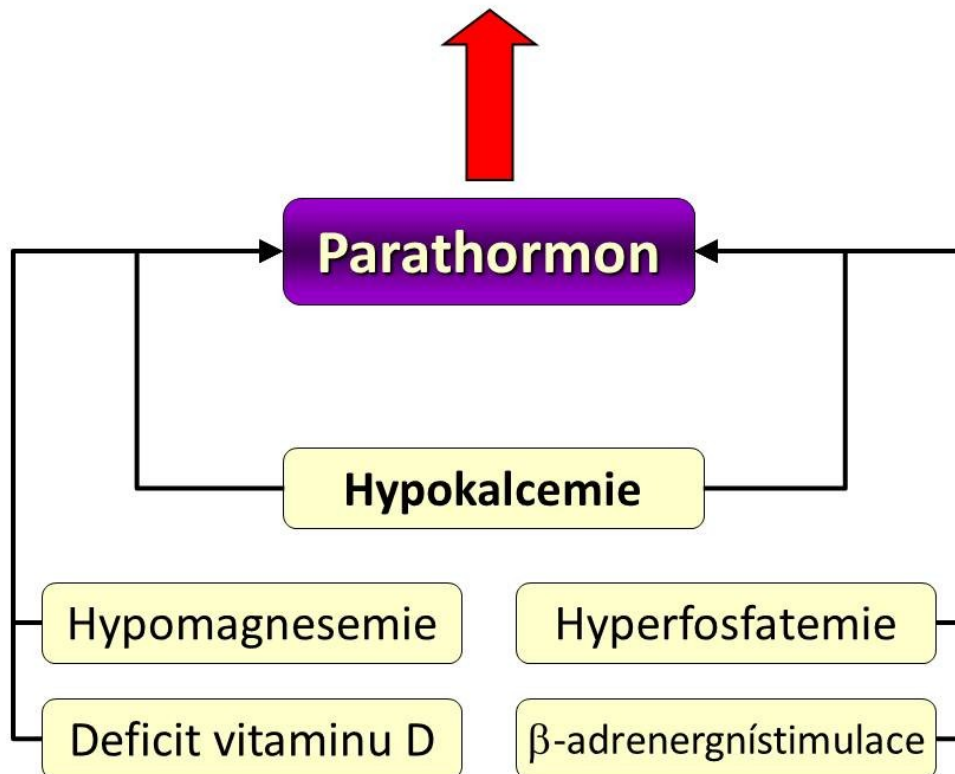 Parathormon
Hypokalcemie
Hypomagnesemie
Hyperfosfatemie
Deficit vitaminu D
β-adrenergnístimulace